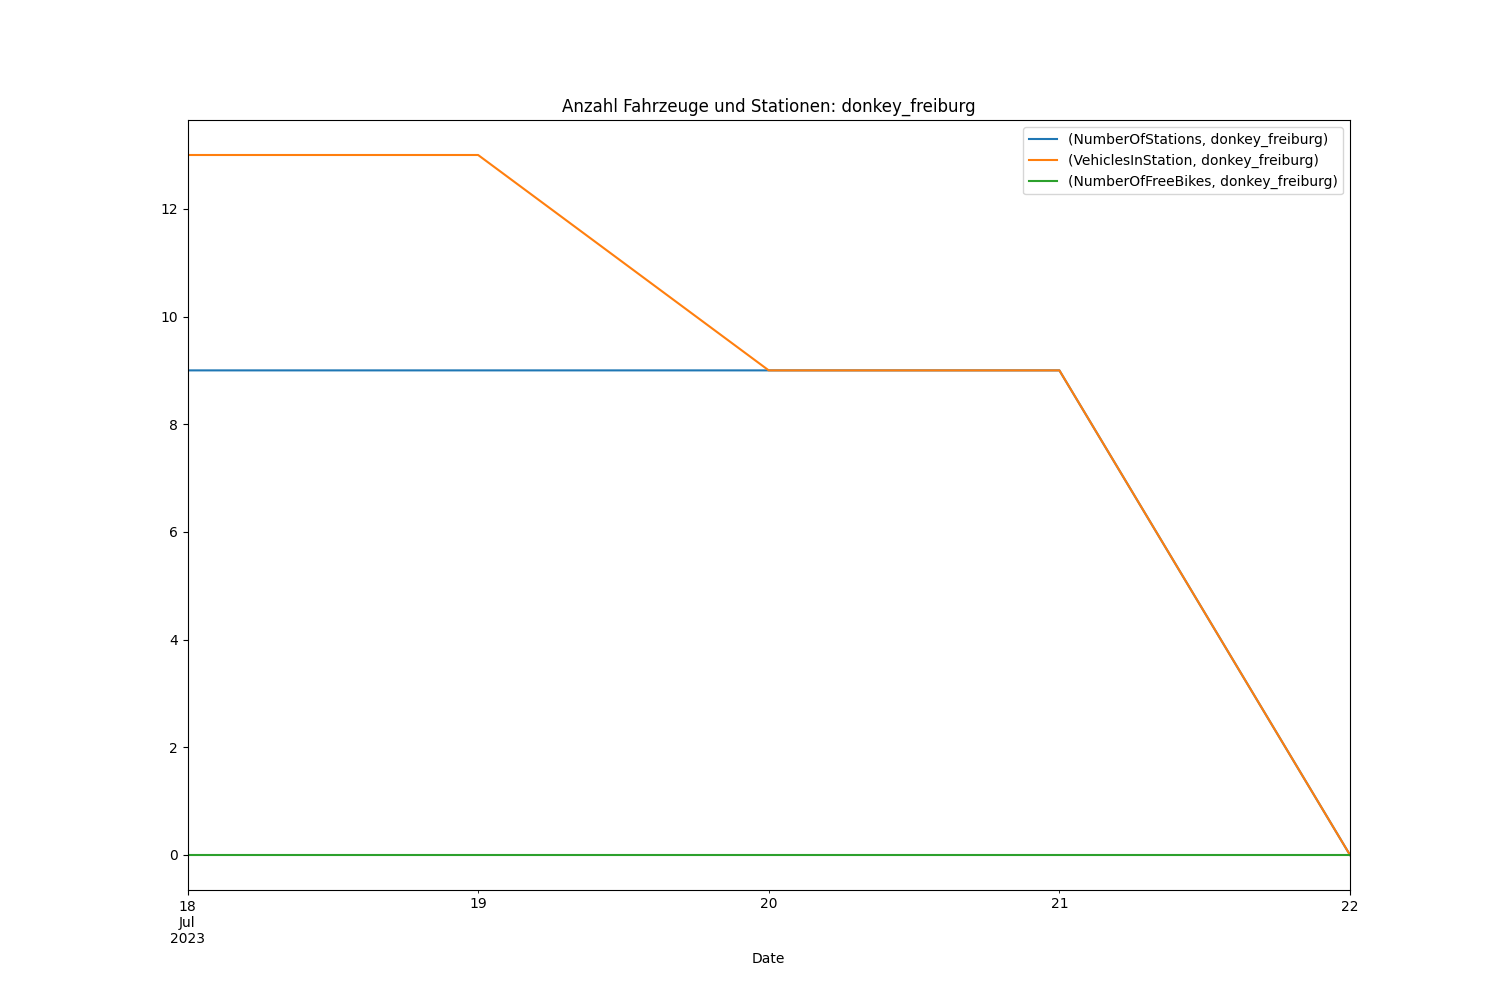 Anzahl Fahrzeuge und Stationen: donkey_freiburg
(NumberOfStations, donkey_freiburg)
(VehiclesInStation, donkey_freiburg)
(NumberOfFreeBikes, donkey_freiburg)
12
10
8
6
4
2
0
18 19 20 21 22
Jul
2023
Date